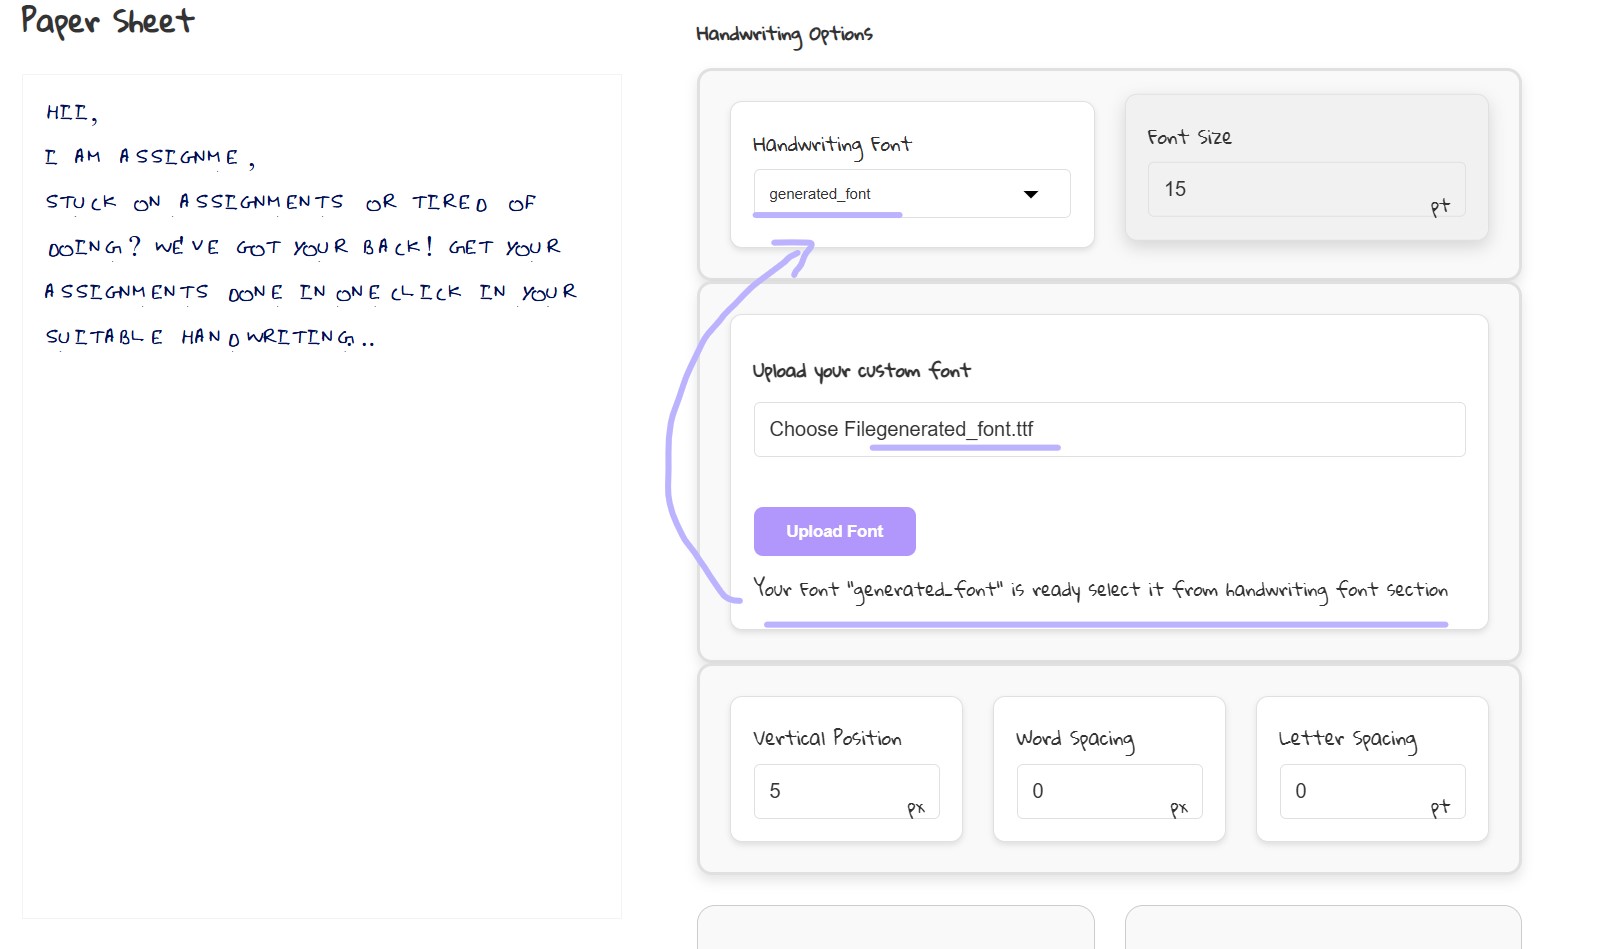 Paper Sheet
HII,
I AM ASSIGNME ,
STUCK ON ASSIGNMENTS OR TIRED OF
DOING? WE'VE GOT YOUR BACK! GET YOUR
ASSIGNMENTS DONE IN ONE CLICK IN YOUR
SUITABLE HANDWRITING..
Handwriting Options
Handwriting Font
generated_font
Font Size
15
pt
Upload your custom font
Choose Filegenerated_font.ttf
Upload Font
Your Font "generated_font" is ready select it from handwriting font section
Vertical Position
5
px
Word Spacing
0
px
Letter Spacing
0
pt